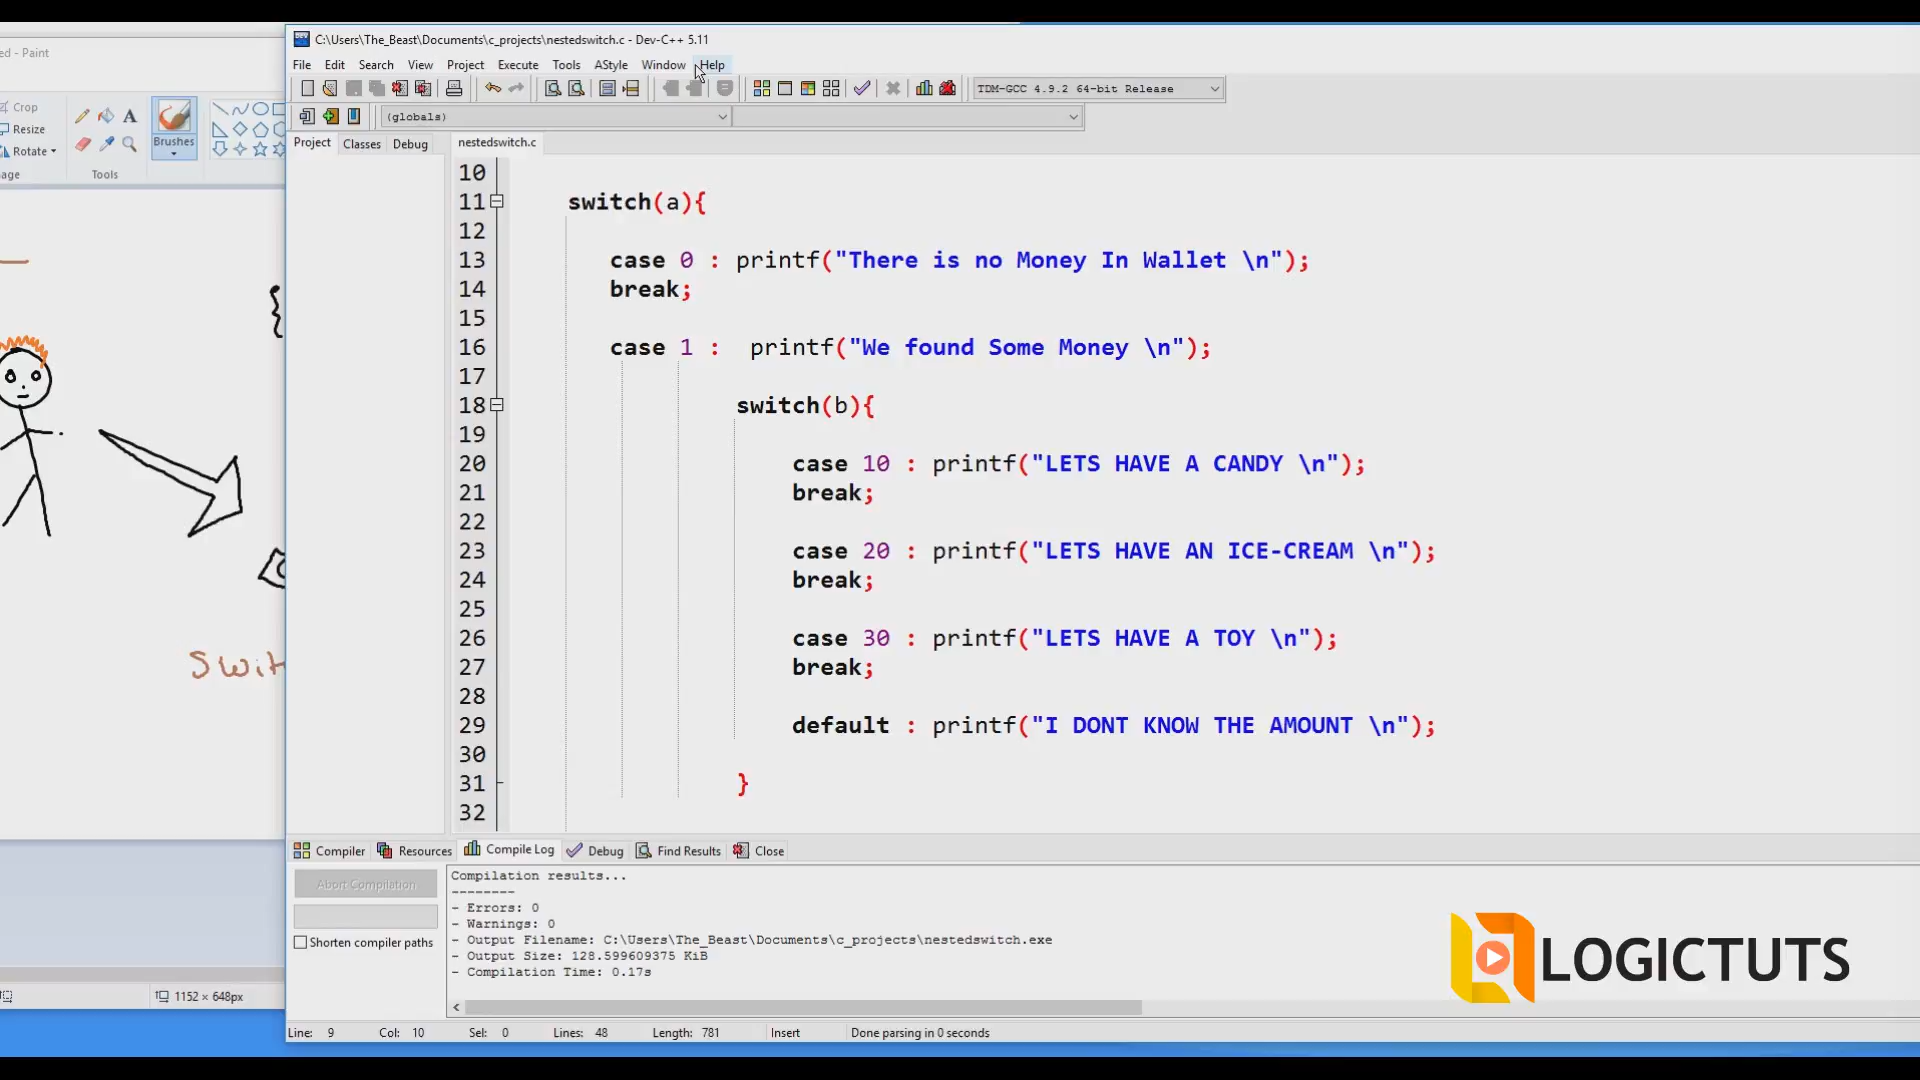 ed - Paint
Crop
Resize
Rotate
age
Tools
Brushes
Swit
1152 × 648px
C:\Users\The_Beast\Documents\c_projects\nestedswitch.c - Dev-C++ 5.11
File Edit Search View Project Execute Tools AStyle Window Help
TDM-GCC 4.9.2 64-bit Release
(globals)
Project Classes Debug
nestedswitch.c
10
11 switch(a){
12
13 case 0 : printf("There is no Money In Wallet \n");
14 break;
15
16 case 1 : printf("We found Some Money \n");
17
18 switch(b){
19
20 case 10 : printf("LETS HAVE A CANDY \n");
21 break;
22
23 case 20 : printf("LETS HAVE AN ICE-CREAM \n");
24 break;
25
26 case 30 : printf("LETS HAVE A TOY \n");
27 break;
28
29 default : printf("I DONT KNOW THE AMOUNT \n");
30
31 }
32
Compiler Resources Compile Log Debug Find Results Close
Abort Compilation
Shorten compiler paths
Compilation results...
--------
- Errors: 0
- Warnings: 0
- Output Filename: C:\Users\The_Beast\Documents\c_projects\nestedswitch.exe
- Output Size: 128.599609375 KiB
- Compilation Time: 0.17s
LOGICTUTS
Line: 9 Col: 10 Sel: 0 Lines: 48 Length: 781 Insert Done parsing in 0 seconds